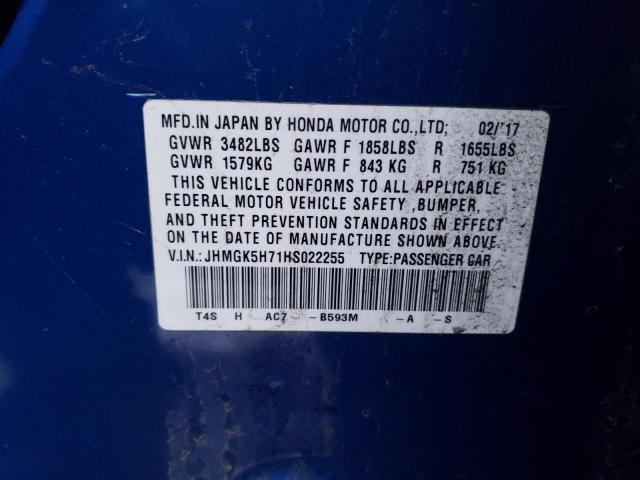 MFD.IN JAPAN BY HONDA MOTOR CO.,LTD; 02/'17
GVWR 3482LBS GAWR F 1858LBS R 1655LBS
GVWR 1579KG GAWR F 843 KG R 751 KG
THIS VEHICLE CONFORMS TO ALL APPLICABLE
FEDERAL MOTOR VEHICLE SAFETY ,BUMPER,
AND THEFT PREVENTION STANDARDS IN EFFECT
ON THE DATE OF MANUFACTURE SHOWN ABOVE.
V.I.N.:JHMGK5H71HS022255 TYPE:PASSENGER CAR
T4S H AC7 -B593M -A -S